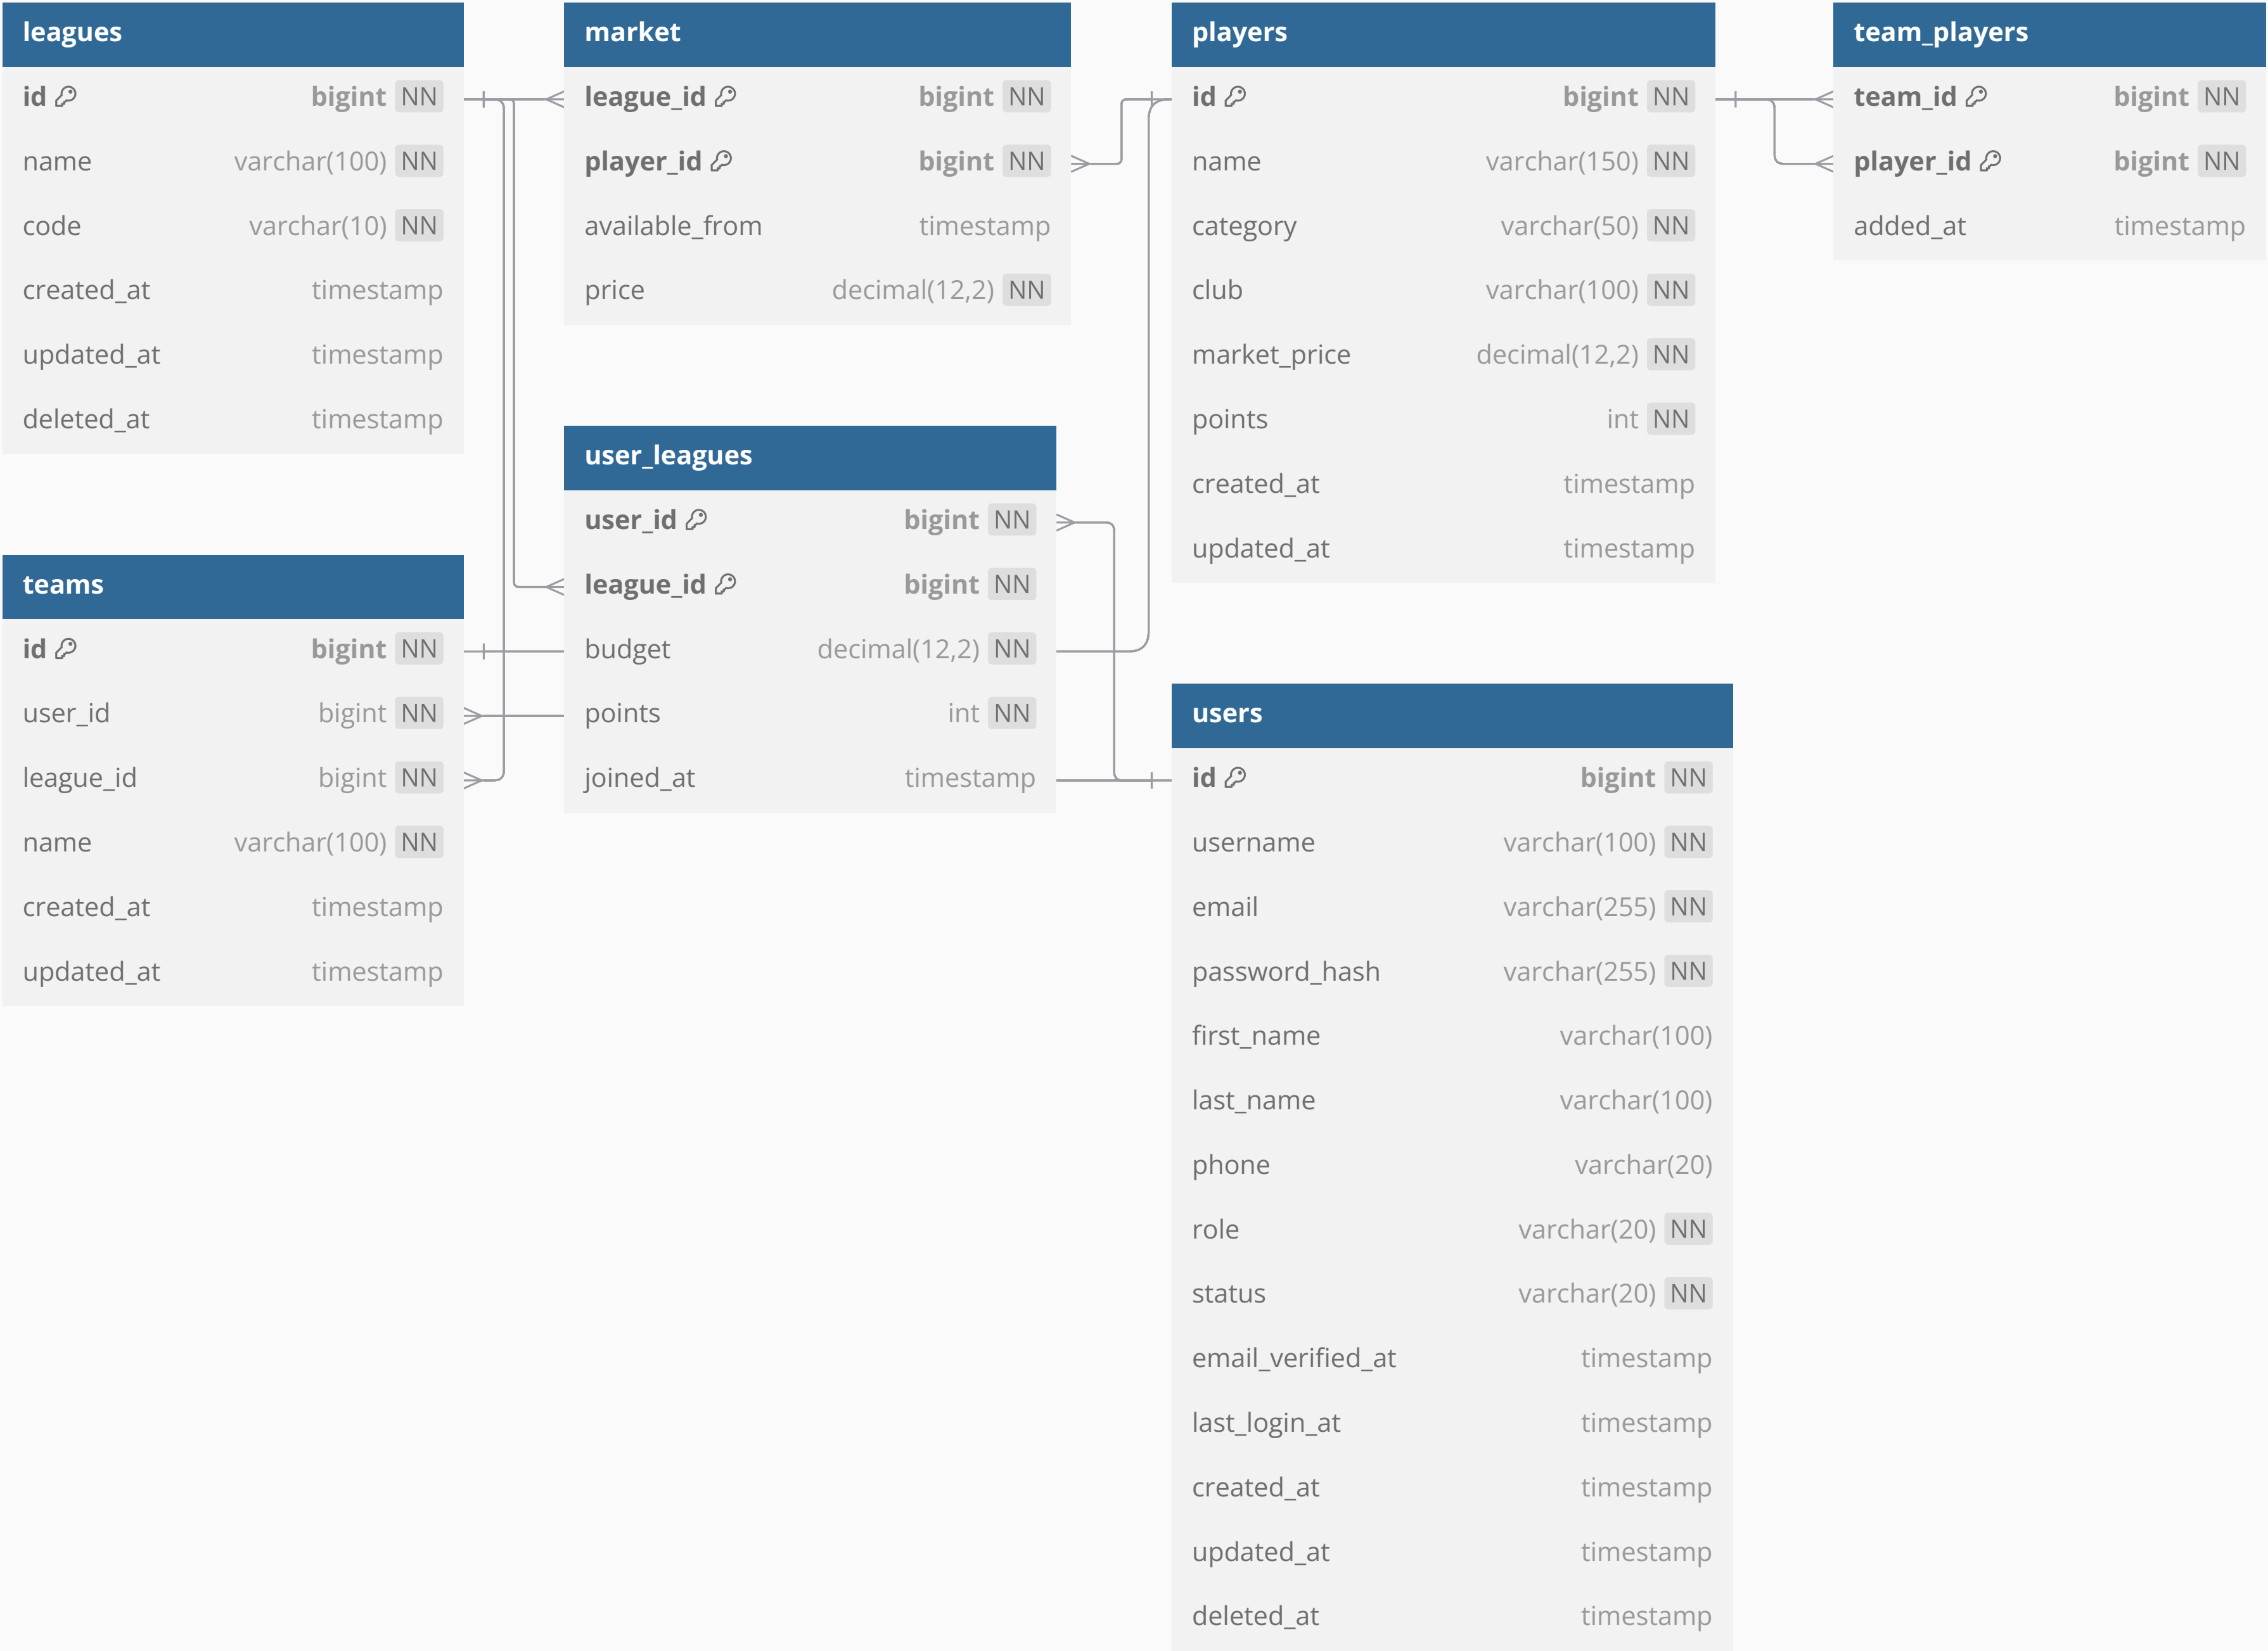 leagues
id bigint NN
name varchar(100) NN
code varchar(10) NN
created_at timestamp
updated_at timestamp
deleted_at timestamp
market
league_id bigint NN
player_id bigint NN
available_from timestamp
price decimal(12,2) NN
players
id bigint NN
name varchar(150) NN
category varchar(50) NN
club varchar(100) NN
market_price decimal(12,2) NN
points int NN
created_at timestamp
updated_at timestamp
team_players
team_id bigint NN
player_id bigint NN
added_at timestamp
user_leagues
user_id bigint NN
league_id bigint NN
budget decimal(12,2) NN
points int NN
joined_at timestamp
teams
id bigint NN
user_id bigint NN
league_id bigint NN
name varchar(100) NN
created_at timestamp
updated_at timestamp
users
id bigint NN
username varchar(100) NN
email varchar(255) NN
password_hash varchar(255) NN
first_name varchar(100)
last_name varchar(100)
phone varchar(20)
role varchar(20) NN
status varchar(20) NN
email_verified_at timestamp
last_login_at timestamp
created_at timestamp
updated_at timestamp
deleted_at timestamp